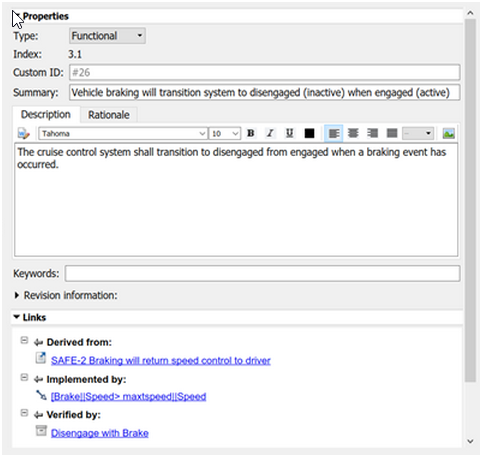 Properties
Type: Functional
Index: 3.1
Custom ID: #26
Summary: Vehicle braking will transition system to disengaged (inactive) when engaged (active)
Description Rationale
Tahoma 10 B I U
The cruise control system shall transition to disengaged from engaged when a braking event has
occurred.
Keywords:
Revision information:
Links
Derived from:
SAFE-2 Braking will return speed control to driver
Implemented by:
[Brake||Speed> maxtspeed||Speed
Verified by:
Disengage with Brake